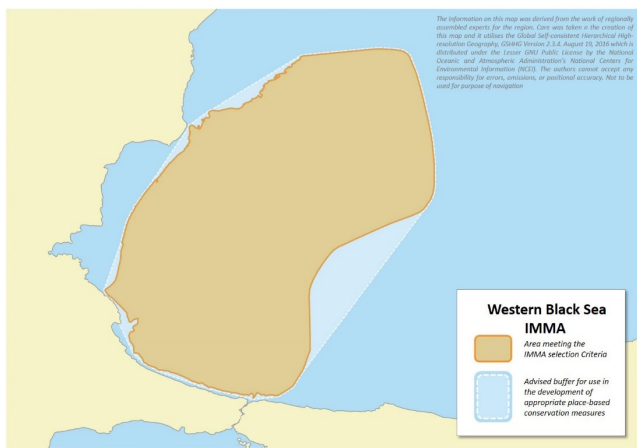 The information on this map was derived from the work of regionally
assembled experts for the region. Care was taken n the creation of
this map and it utilises the Global Self-consistent Hierarchical High-
resolution Geography, GSHHG Version 2.3.4. August 19, 2016 which is
distributed under the Lesser GNU Public License by the National
Oceanic and Atmospheric Administration's National Centers for
Environmental Information (NCEI). The authors cannot accept any
responsibility for errors, omissions, or positional accuracy. Not to be
used for purpose of navigation
Western Black Sea
IMMA
Area meeting the
IMMA selection Criteria
Advised buffer for use in
the development of
appropriate place-based
conservation measures